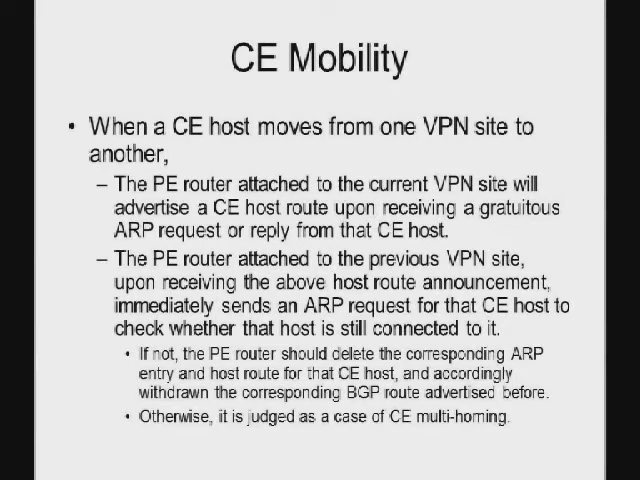 CE Mobility
• When a CE host moves from one VPN site to
another,
– The PE router attached to the current VPN site will
advertise a CE host route upon receiving a gratuitous
ARP request or reply from that CE host.
– The PE router attached to the previous VPN site,
upon receiving the above host route announcement,
immediately sends an ARP request for that CE host to
check whether that host is still connected to it.
• If not, the PE router should delete the corresponding ARP
entry and host route for that CE host, and accordingly
withdrawn the corresponding BGP route advertised before.
• Otherwise, it is judged as a case of CE multi-homing.